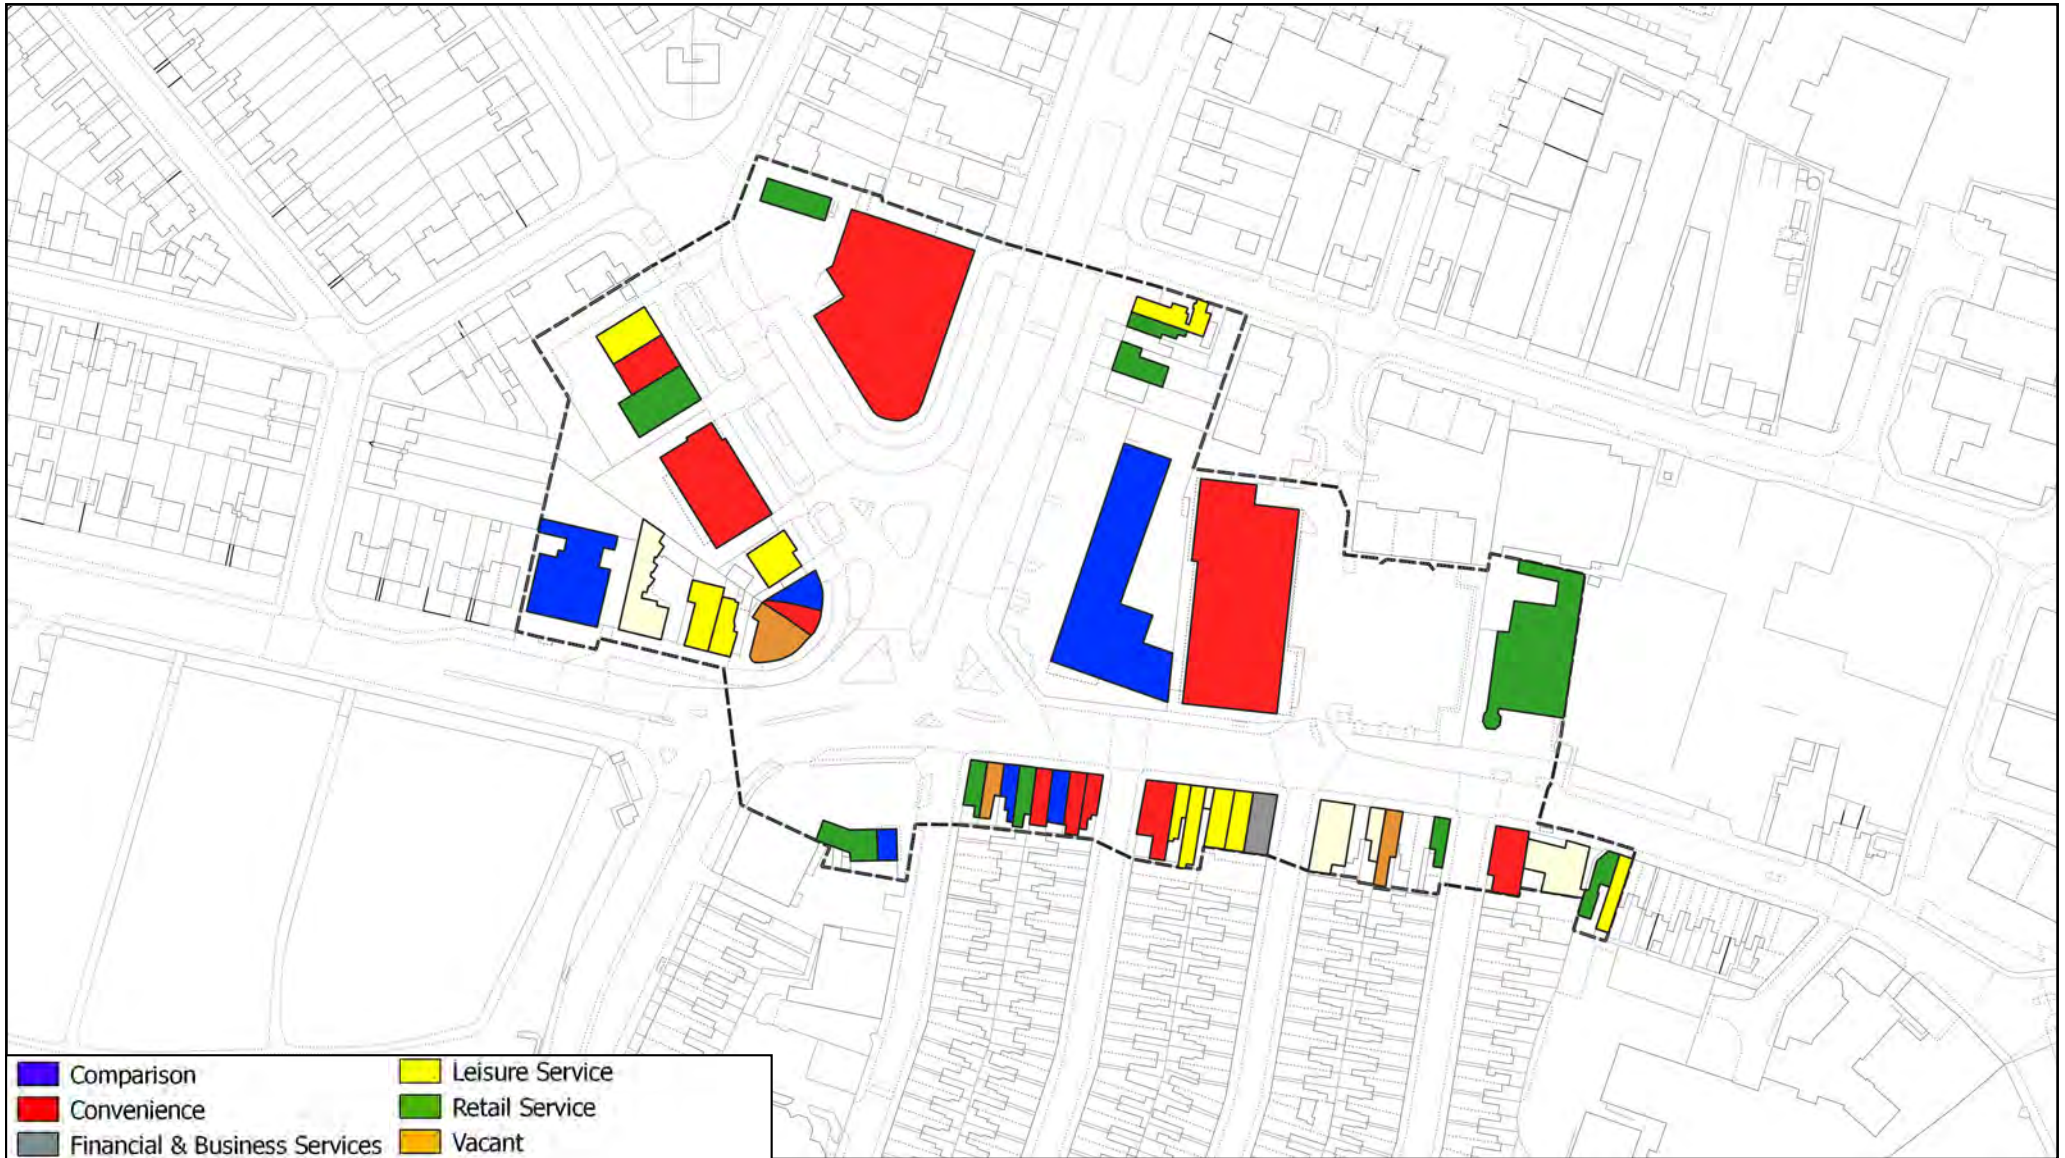 Comparison
Convenience
Financial & Business Services
Leisure Service
Retail Service
Vacant